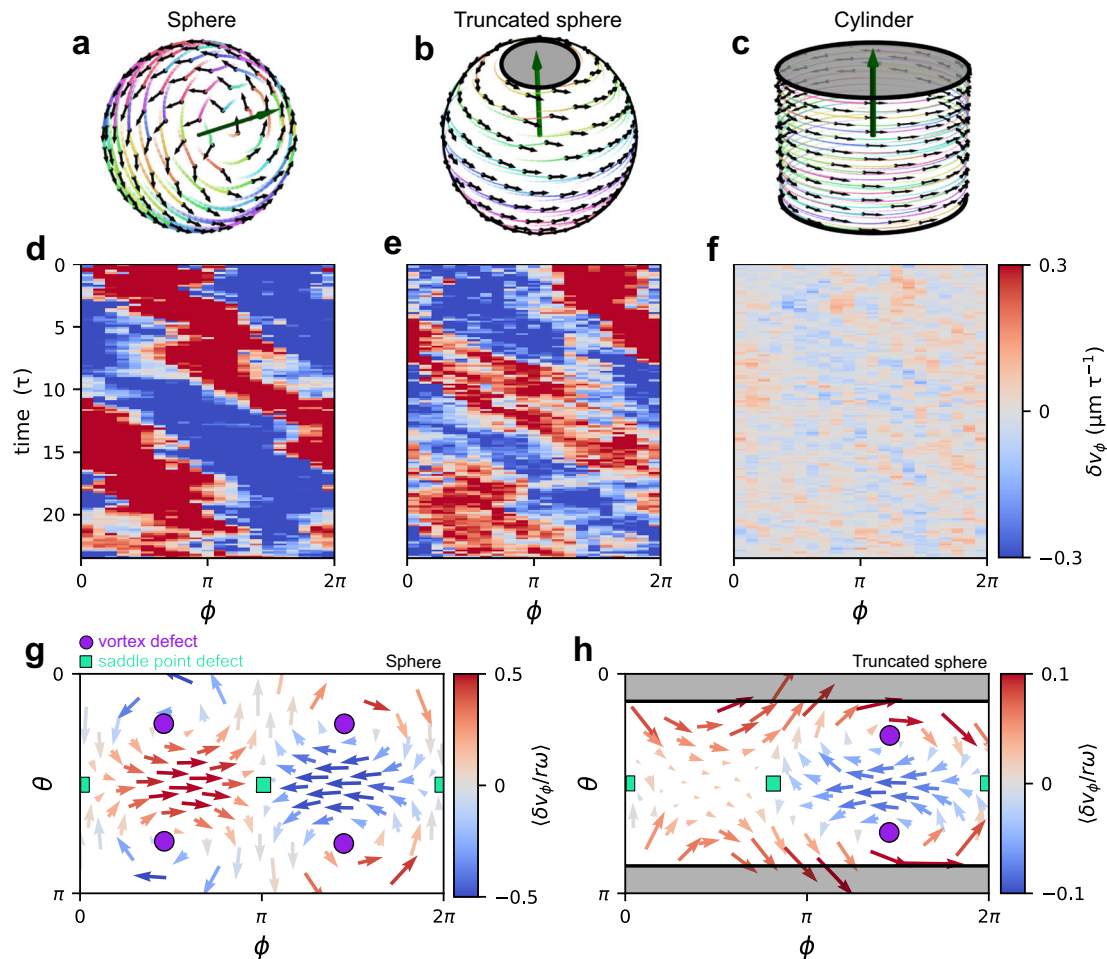 Sphere
Truncated sphere
Cylinder
a
b
c
d
e
f
0
5
10
15
20
time (τ)
0
π
2π
ϕ
0
π
2π
ϕ
0
π
2π
ϕ
0.3
0
−0.3
δv_ϕ (μm τ⁻¹)
g
vortex defect
saddle point defect
Sphere
0
θ
π
0
π
2π
ϕ
0.5
0
−0.5
⟨δv_ϕ/rω⟩
h
Truncated sphere
0
θ
π
0
π
2π
ϕ
0.1
0
−0.1
⟨δv_ϕ/rω⟩